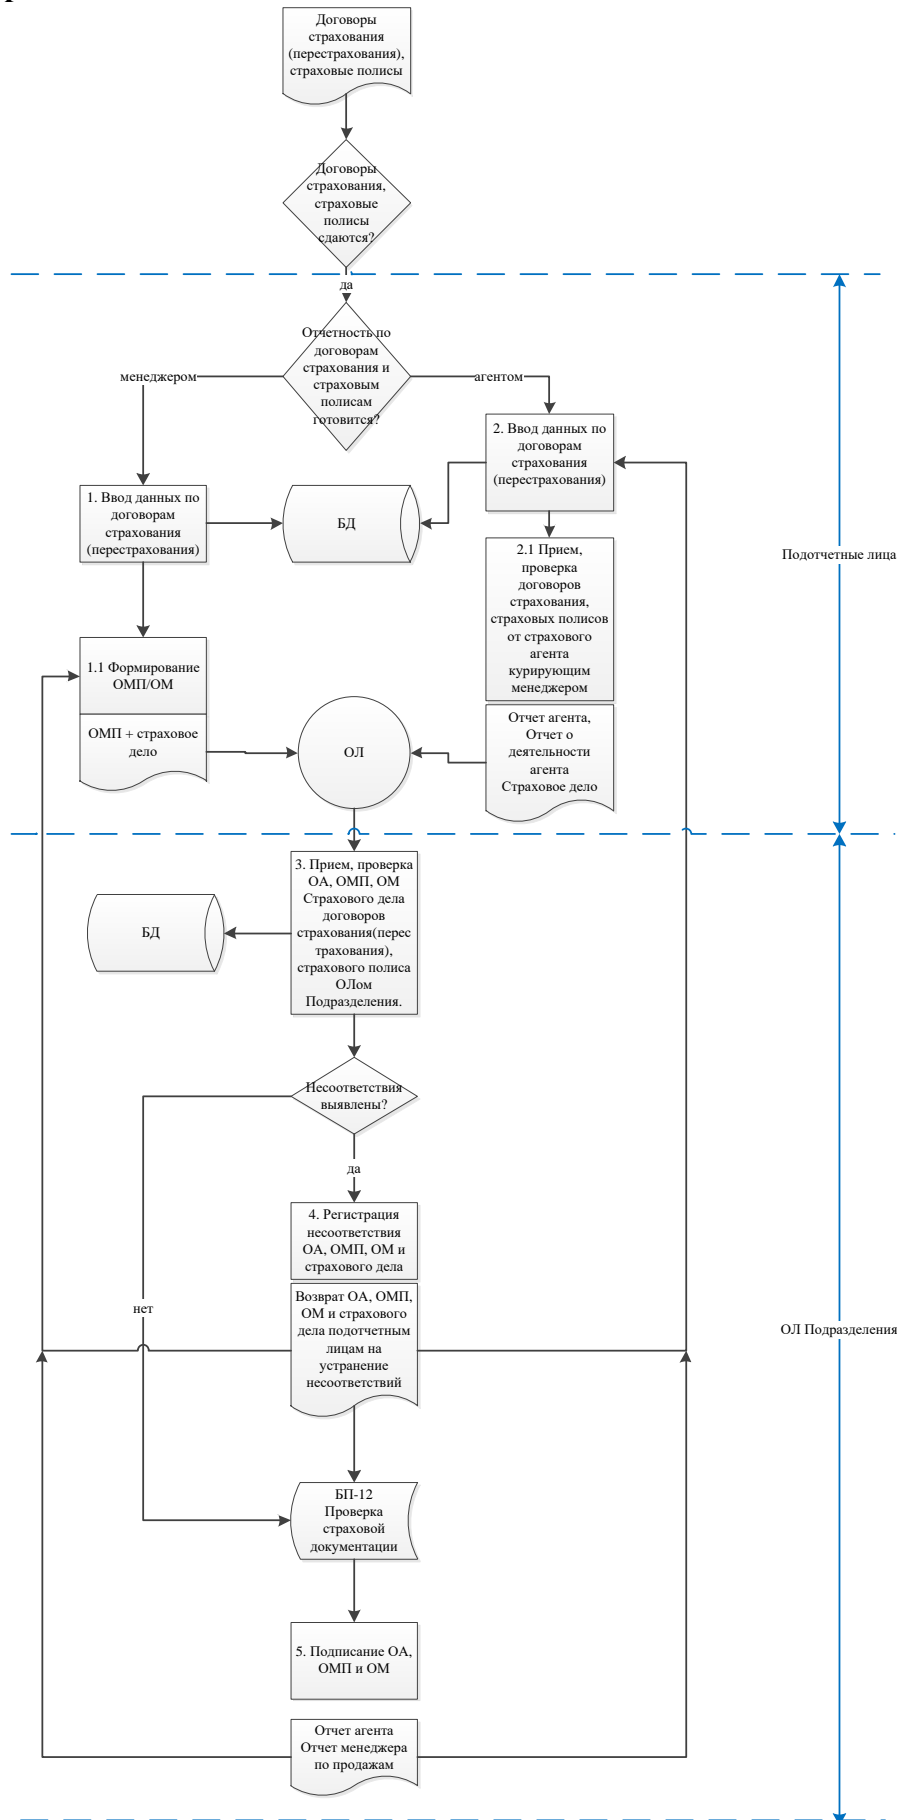 Договоры
страхования
(перестрахования),
страховые полисы
Договоры
страхования,
страховые
полисы
сдаются?
да
Отчетность по
договорам
страхования и
страховым
полисам
готовится?
менеджером
агентом
2. Ввод данных по
договорам
страхования
(перестрахования)
1. Ввод данных по
договорам
страхования
(перестрахования)
БД
2.1 Прием,
проверка
договоров
страхования,
страховых полисов
от страхового
агента
курирующим
менеджером
Подотчетные лица
1.1 Формирование
ОМП/ОМ
ОМП + страховое
дело
ОЛ
Отчет агента,
Отчет о
деятельности
агента
Страховое дело
3. Прием, проверка
ОА, ОМП, ОМ
Страхового дела
договоров
страхования(перес
трахования),
страхового полиса
ОЛом
Подразделения.
БД
Несоответствия
выявлены?
да
4. Регистрация
несоответствия
ОА, ОМП, ОМ и
страхового дела
Возврат ОА, ОМП,
ОМ и страхового
дела подотчетным
лицам на
устранение
несоответствий
нет
ОЛ Подразделения
БП-12
Проверка
страховой
документации
5. Подписание ОА,
ОМП и ОМ
Отчет агента
Отчет менеджера
по продажам